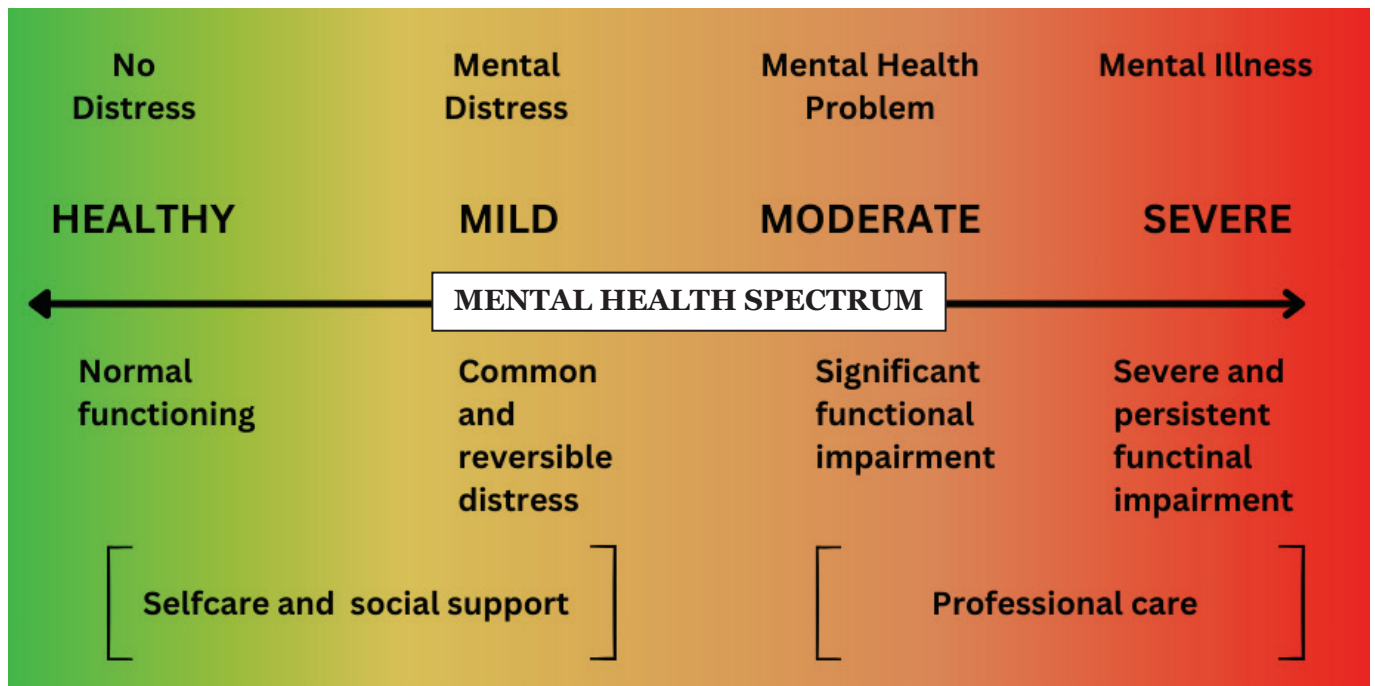 No
Distress
Mental
Distress
Mental Health
Problem
Mental Illness
HEALTHY
MILD
MODERATE
SEVERE
MENTAL HEALTH SPECTRUM
Normal
functioning
Common
and
reversible
distress
Significant
functional
impairment
Severe and
persistent
functinal
impairment
Selfcare and  social support
Professional care